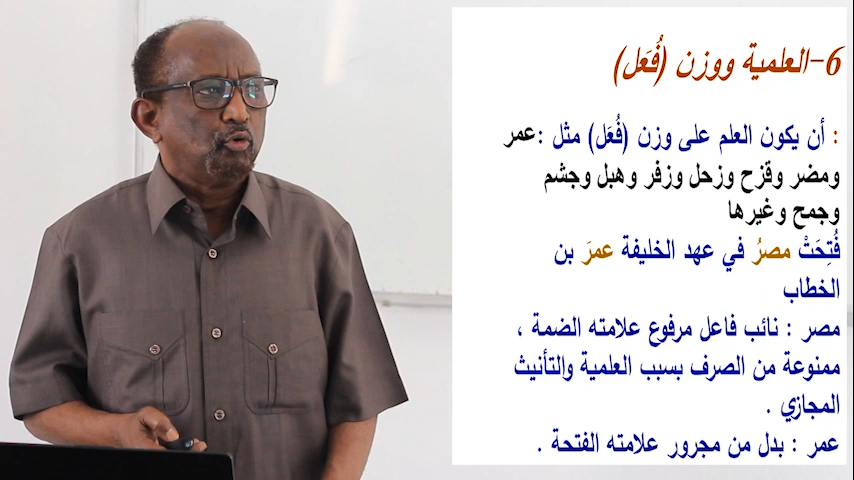 6-العلمية ووزن (فُعَل)
: أن يكون العلم على وزن (فُعَل) مثل :عمر
ومضر وقزح وزحل وزفر وهبل وجشم
وجمح وغيرها
فُتِحَتْ مصرُ في عهد الخليفة عمرَ بن
الخطاب
مصر : نائب فاعل مرفوع علامته الضمة ،
ممنوعة من الصرف بسبب العلمية والتأنيث
المجازي .
عمر : بدل من مجرور علامته الفتحة .